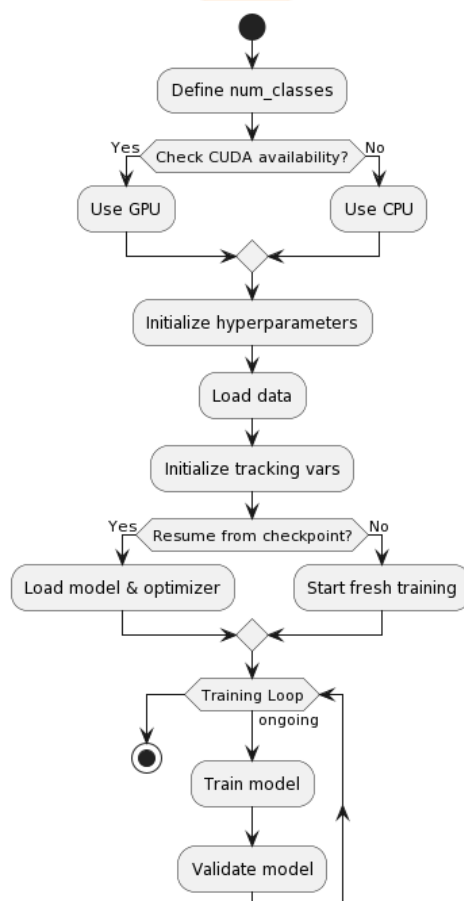 Define num_classes
Yes
Check CUDA availability?
No
Use GPU
Use CPU
Initialize hyperparameters
Load data
Initialize tracking vars
Yes
Resume from checkpoint?
No
Load model & optimizer
Start fresh training
Training Loop
ongoing
Train model
Validate model